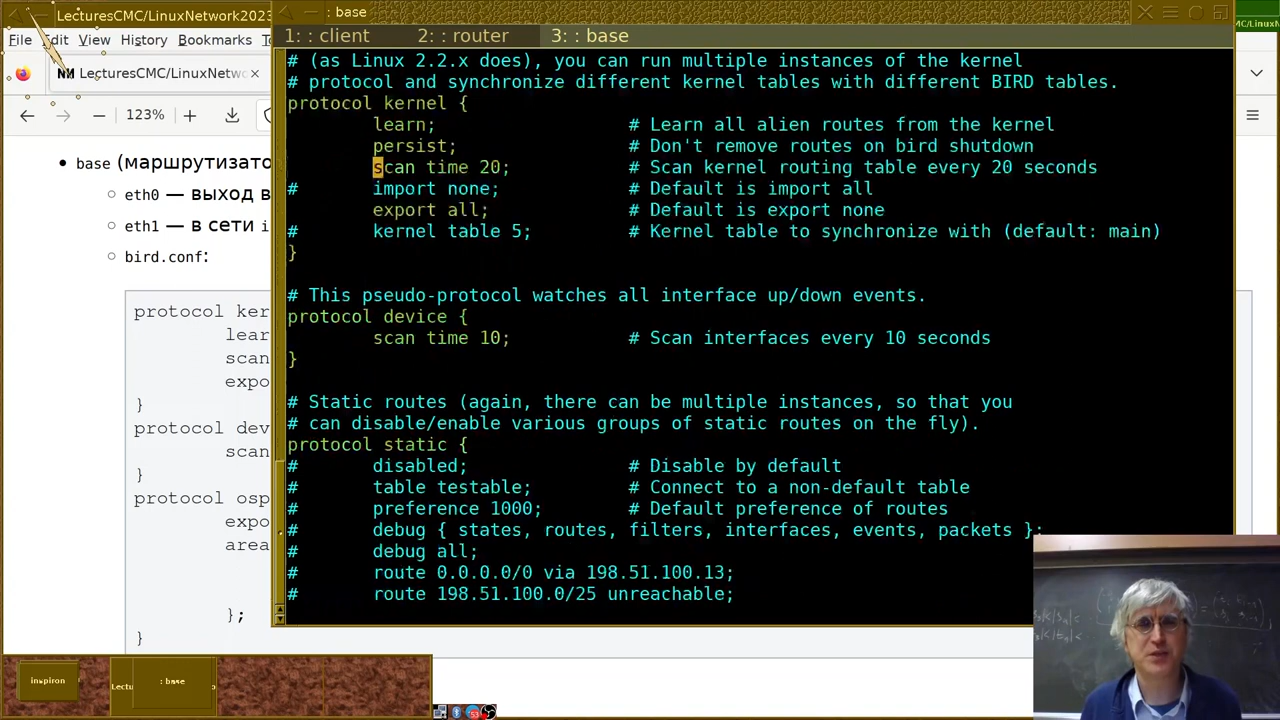 LecturesCMC/LinuxNetwork2023
: base
File Edit View History Bookmarks
LecturesCMC/LinuxNetwo
123%
base (маршрутизато
eth0 — выход в
eth1 — в сети i
bird.conf:
protocol ker
lear
scan
expo
}
protocol dev
scan
}
protocol osp
expo
area
};
}
1: : client 2: : router 3: : base
# (as Linux 2.2.x does), you can run multiple instances of the kernel
# protocol and synchronize different kernel tables with different BIRD tables.
protocol kernel {
learn; # Learn all alien routes from the kernel
persist; # Don't remove routes on bird shutdown
scan time 20; # Scan kernel routing table every 20 seconds
# import none; # Default is import all
export all; # Default is export none
# kernel table 5; # Kernel table to synchronize with (default: main)
}
# This pseudo-protocol watches all interface up/down events.
protocol device {
scan time 10; # Scan interfaces every 10 seconds
}
# Static routes (again, there can be multiple instances, so that you
# can disable/enable various groups of static routes on the fly).
protocol static {
# disabled; # Disable by default
# table testable; # Connect to a non-default table
# preference 1000; # Default preference of routes
# debug { states, routes, filters, interfaces, events, packets };
# debug all;
# route 0.0.0.0/0 via 198.51.100.13;
# route 198.51.100.0/25 unreachable;
inspiron
Lectu
: base
53